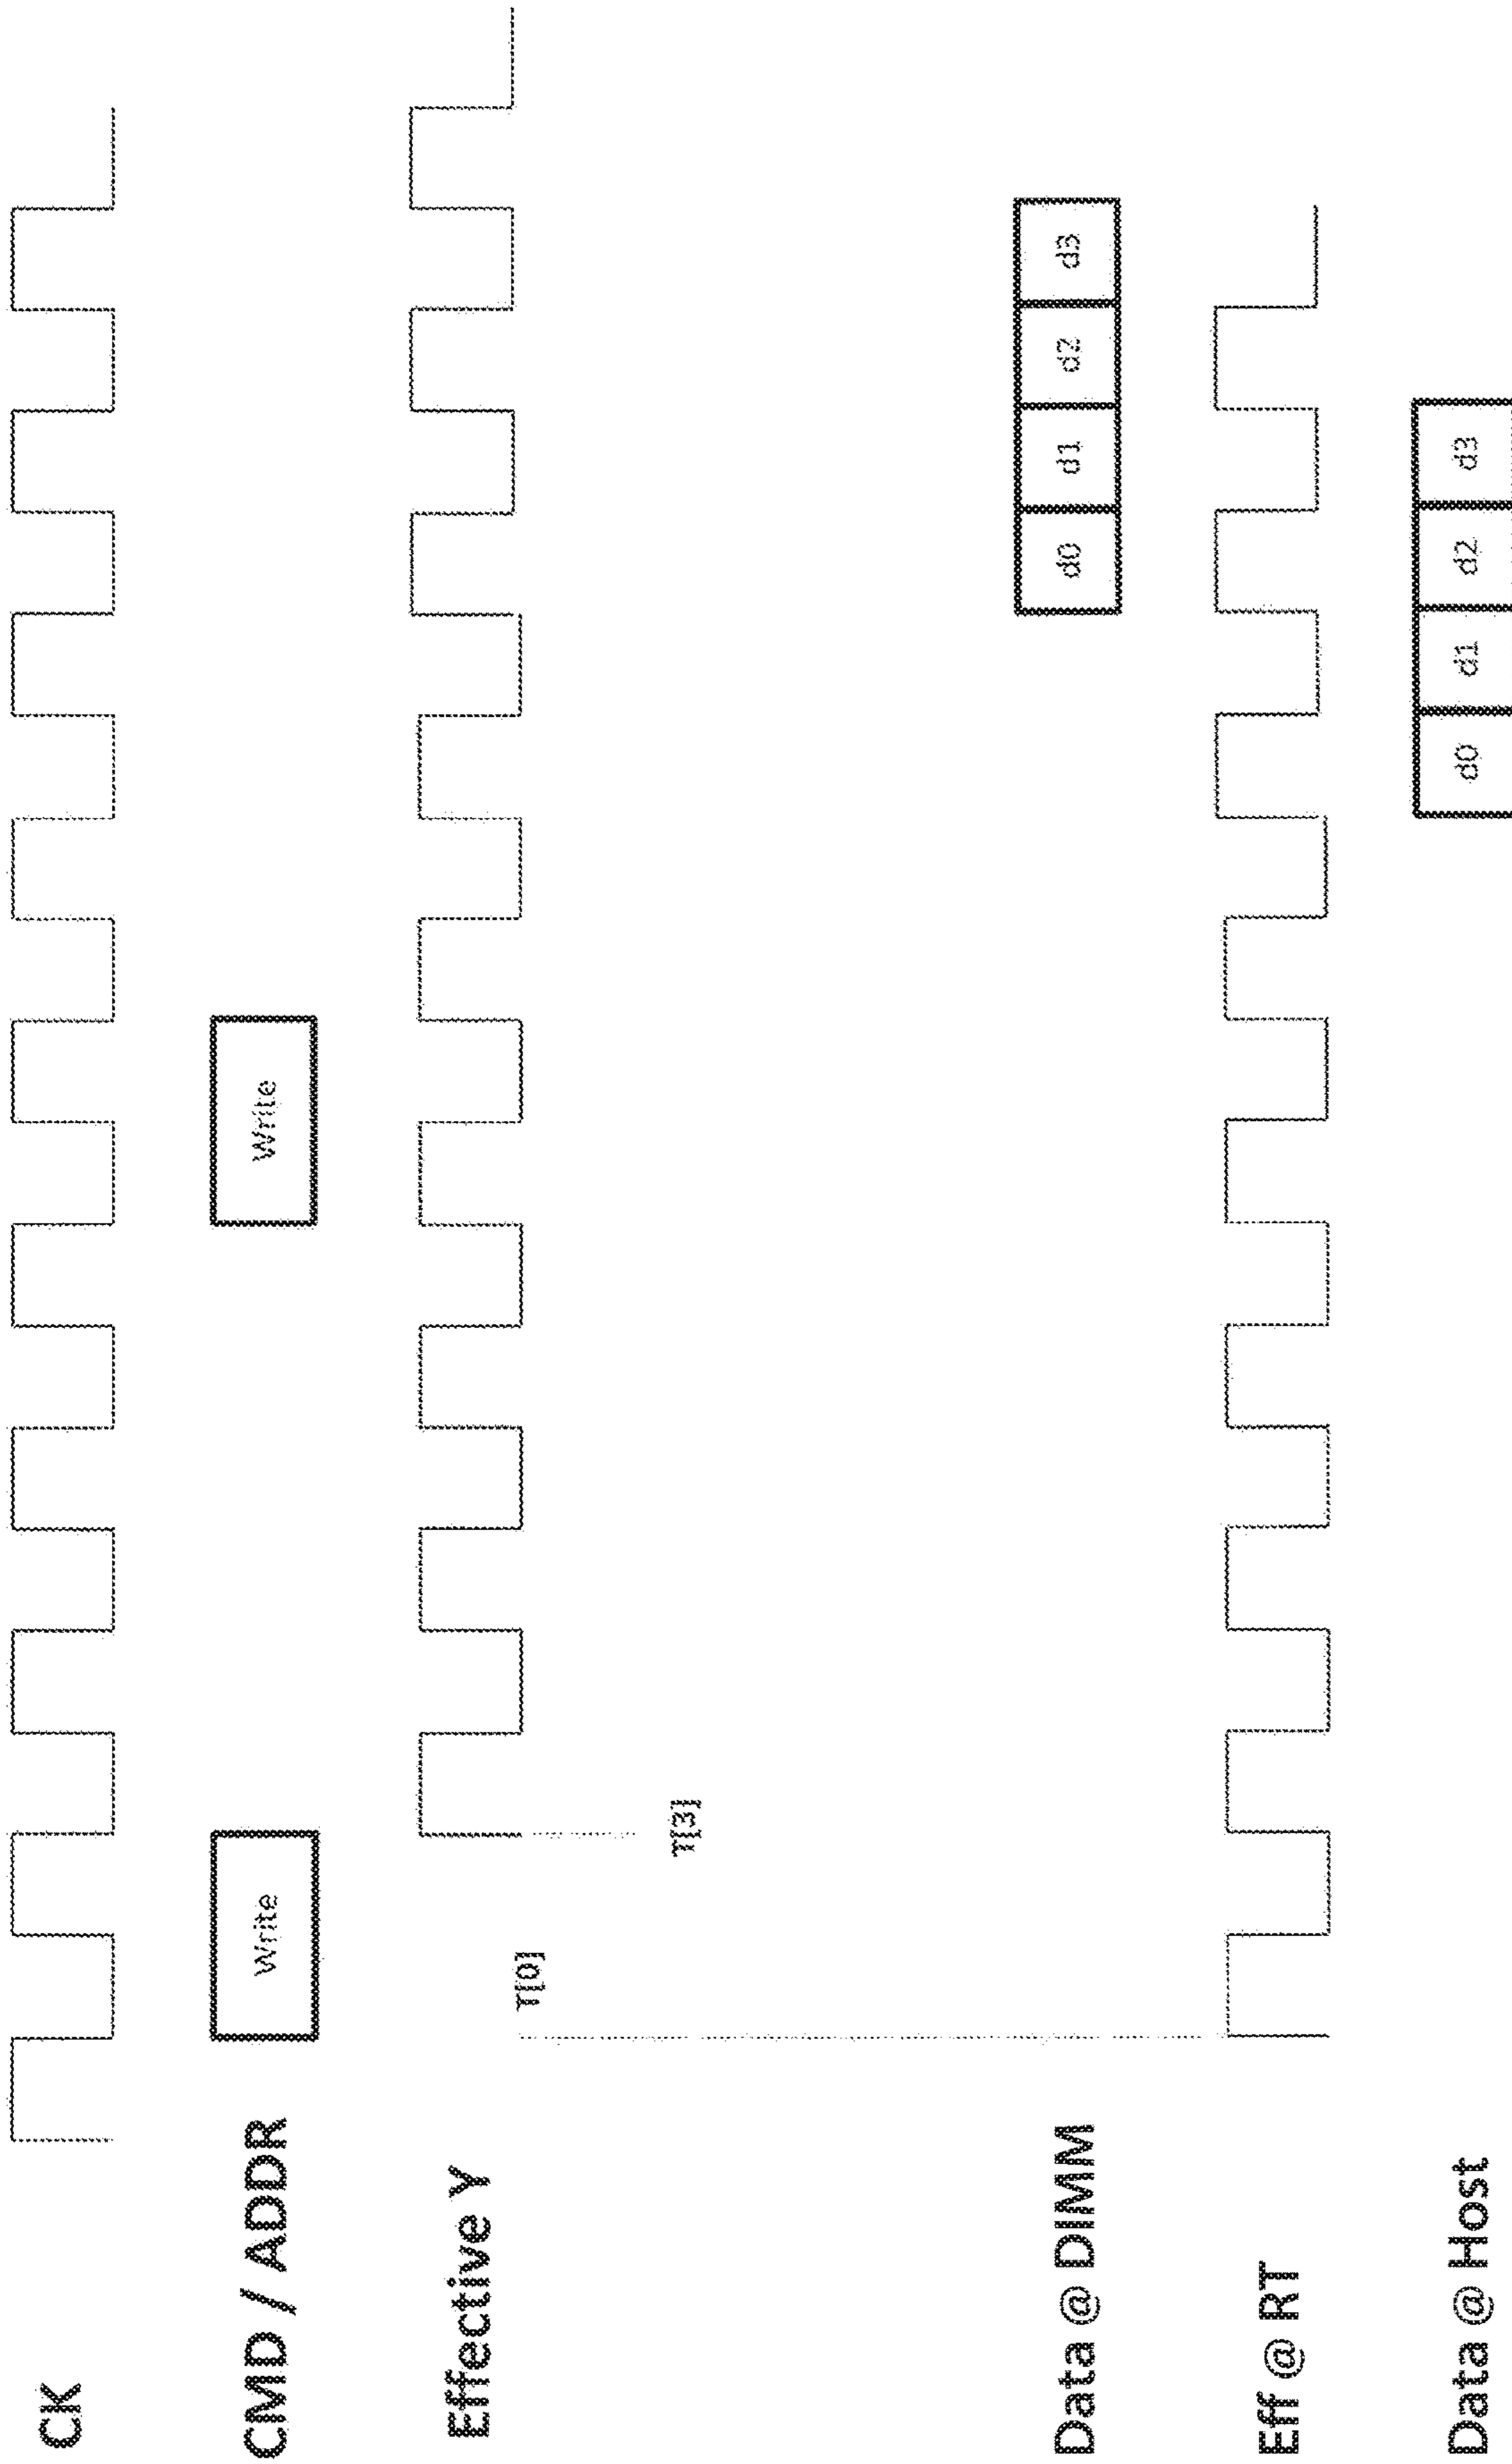 CK
CMD / ADDR
Write
Write
Effective Y
T[0]
T[3]
Data @ DIMM
d0
d1
d2
d3
Eff @ RT
Data @ Host
d0
d1
d2
d3